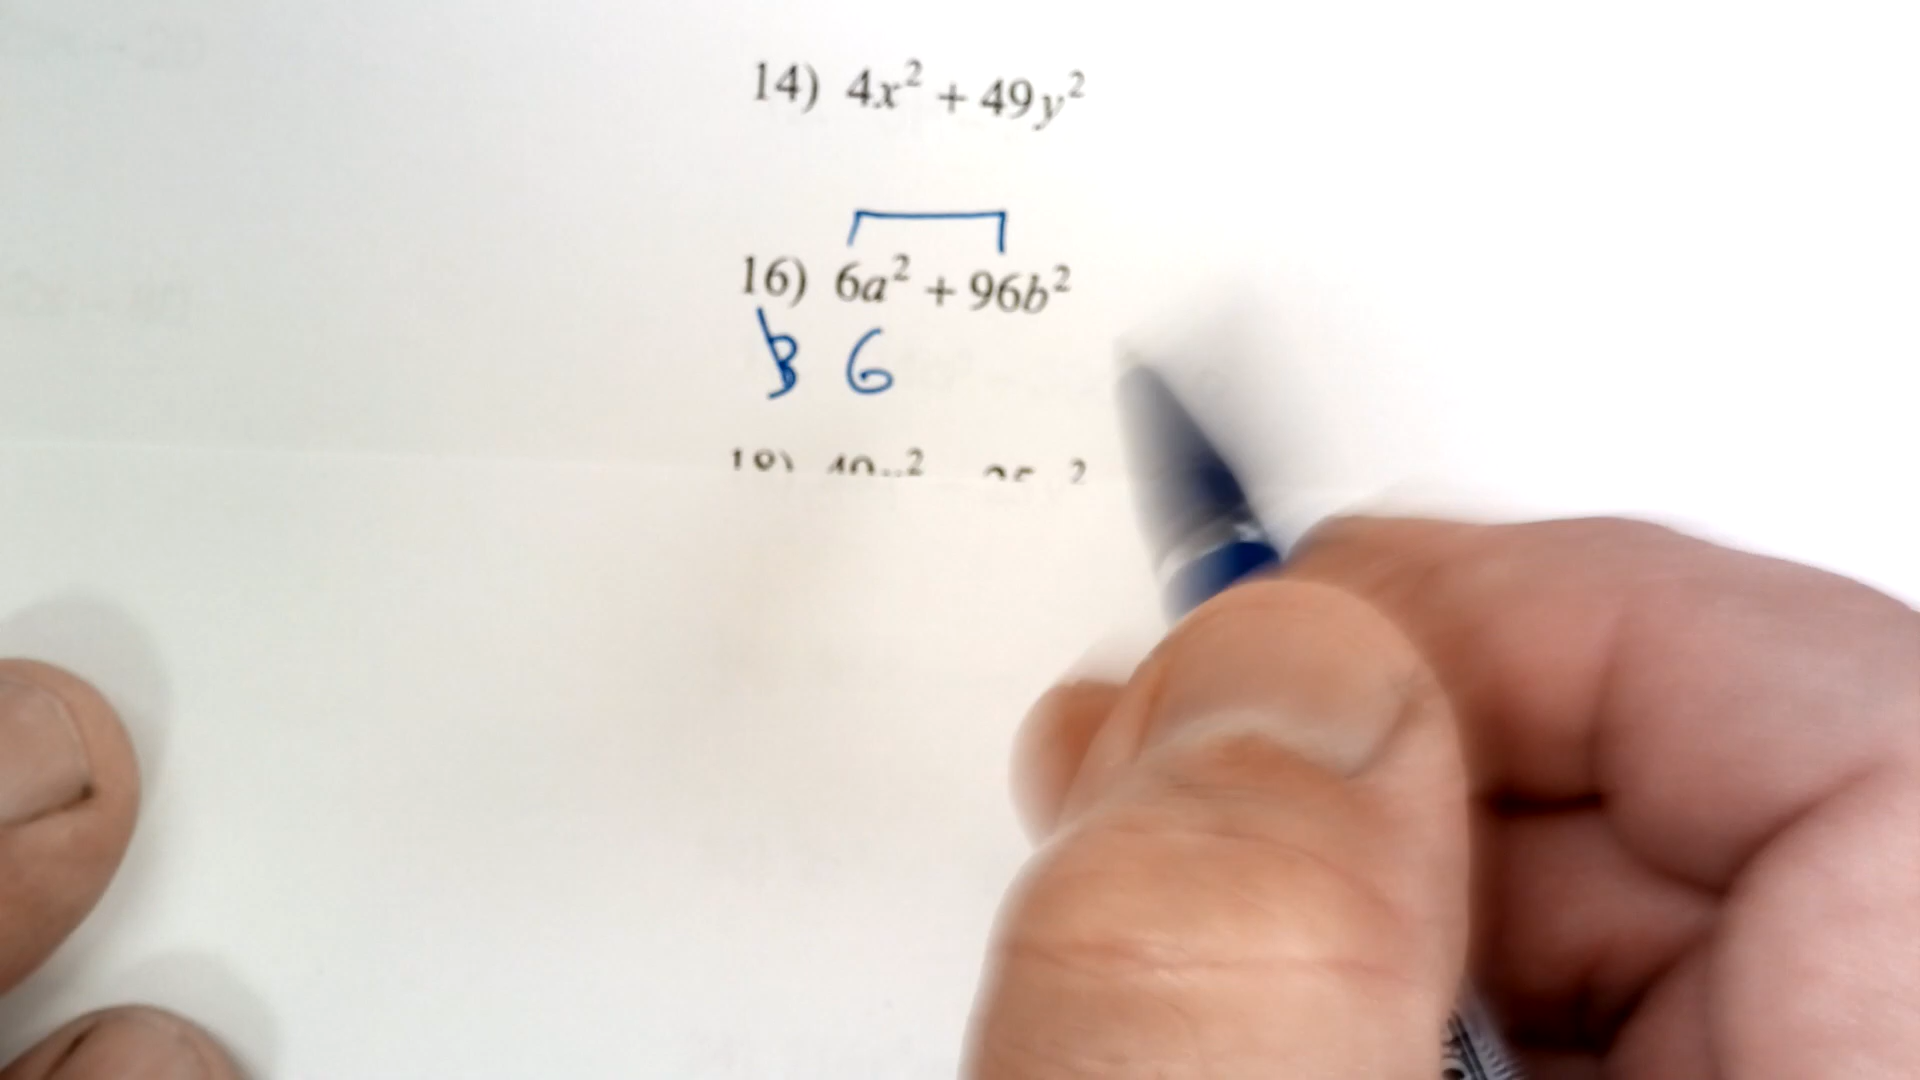 14) 4x² + 49y²
16) 6a² + 96b²
6